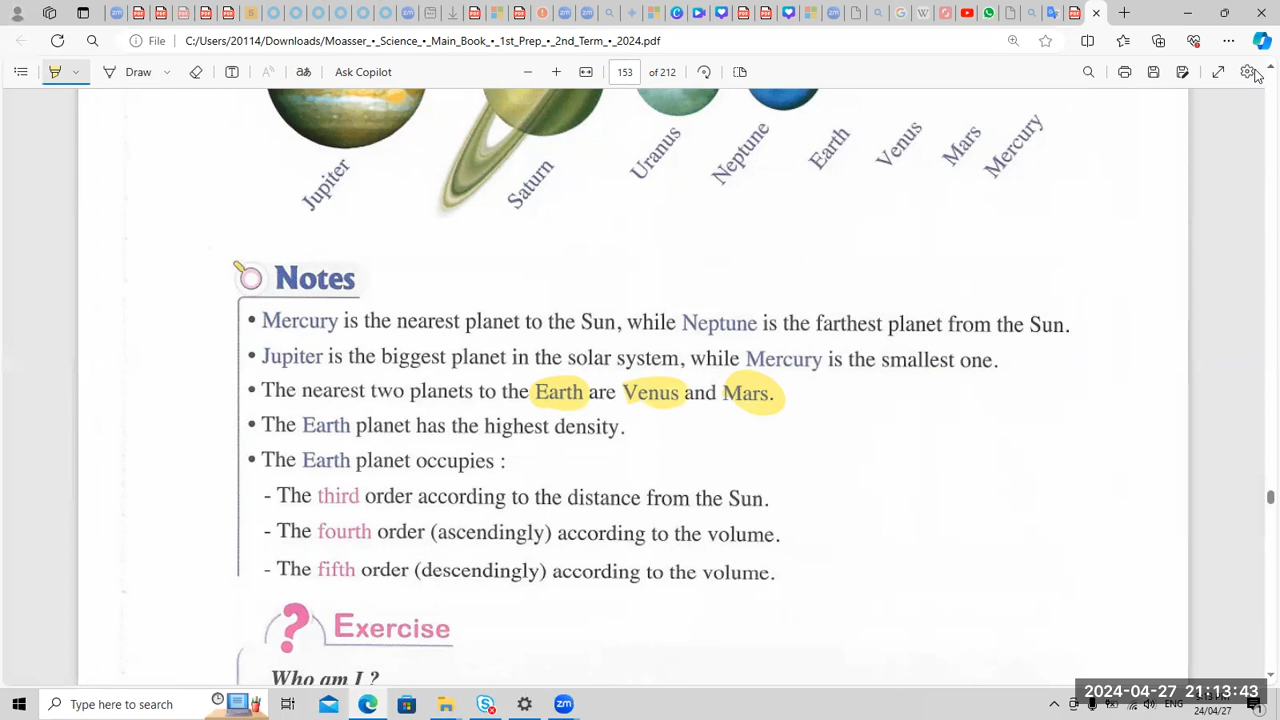 File C:/Users/20114/Downloads/Moasser_•_Science_•_Main_Book_•_1st_Prep_•_2nd_Term_•_2024.pdf
Draw Ask Copilot 153 of 212
Jupiter Saturn Uranus Neptune Earth Venus Mars Mercury
Notes
• Mercury is the nearest planet to the Sun, while Neptune is the farthest planet from the Sun.
• Jupiter is the biggest planet in the solar system, while Mercury is the smallest one.
• The nearest two planets to the Earth are Venus and Mars.
• The Earth planet has the highest density.
• The Earth planet occupies :
- The third order according to the distance from the Sun.
- The fourth order (ascendingly) according to the volume.
- The fifth order (descendingly) according to the volume.
? Exercise
Who am I ?
2024-04-27 21:13:43
Type here to search ENG 24/04/27